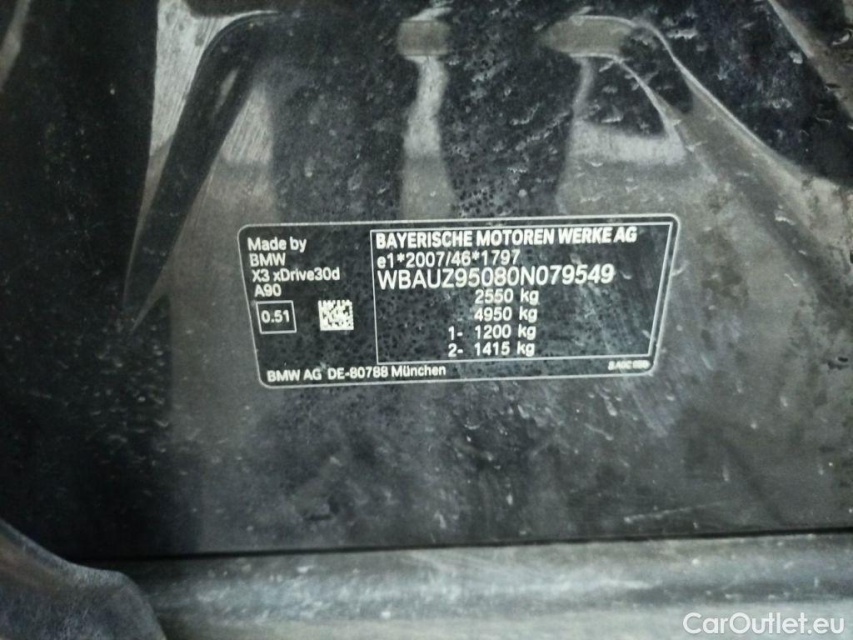 Made by
BMW
X3 xDrive30d
A90
0.51
BAYERISCHE MOTOREN WERKE AG
e1*2007/46*1797
WBAUZ95080N079549
2550 kg
4950 kg
1- 1200 kg
2- 1415 kg
BMW AG DE-80788 München
CarOutlet.eu